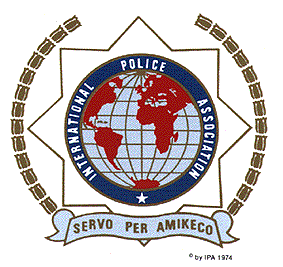 INTERNATIONAL POLICE ASSOCIATION
SERVO PER AMIKECO
© by IPA 1974